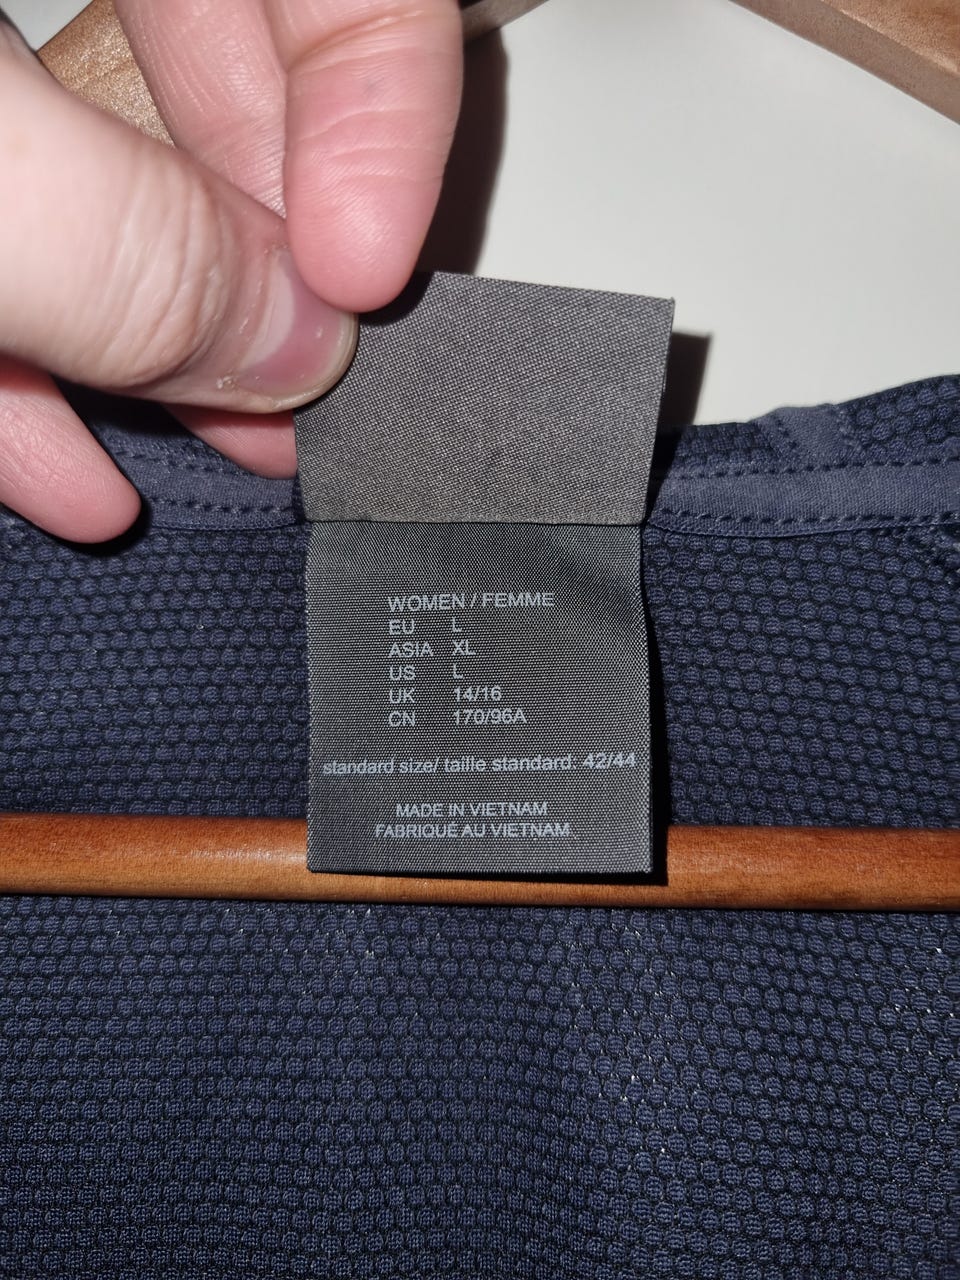 WOMEN / FEMME
EU L
ASIA XL
US L
UK 14/16
CN 170/96A
standard size/ taille standard: 42/44
MADE IN VIETNAM
FABRIQUÉ AU VIETNAM